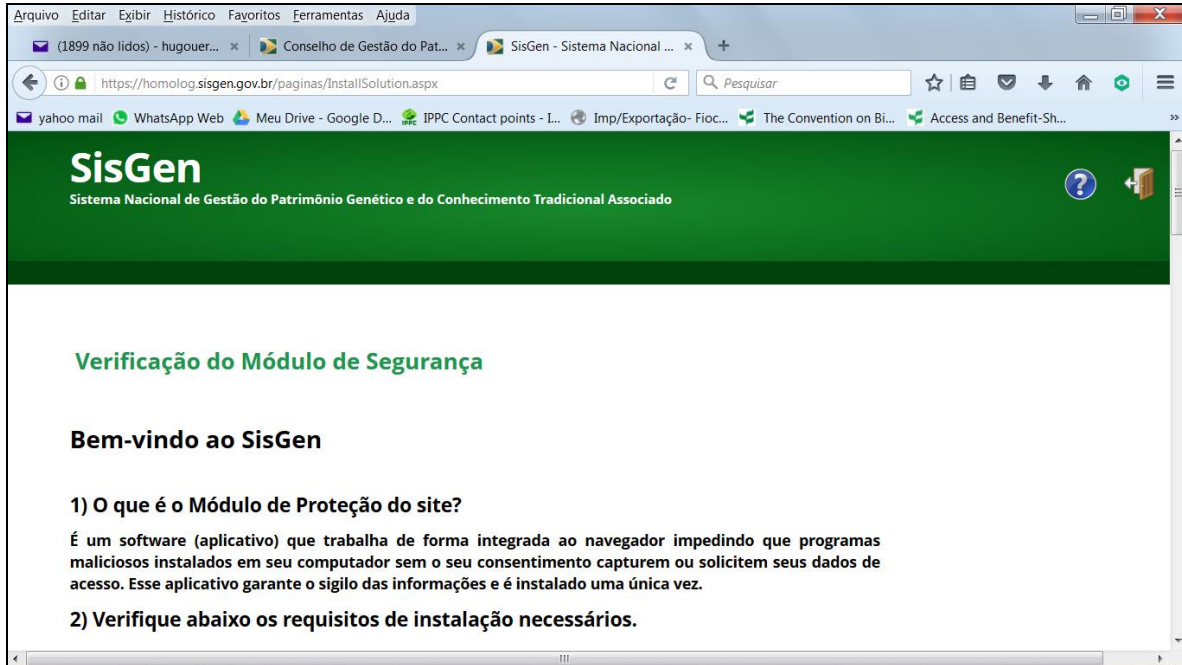 Arquivo Editar Exibir Histórico Favoritos Ferramentas Ajuda
(1899 não lidos) - hugouer... × Conselho de Gestão do Pat... × SisGen - Sistema Nacional ... × +
https://homolog.sisgen.gov.br/paginas/InstallSolution.aspx Pesquisar
yahoo mail WhatsApp Web Meu Drive - Google D... IPPC Contact points - I... Imp/Exportação- Fioc... The Convention on Bi... Access and Benefit-Sh... »
SisGen
Sistema Nacional de Gestão do Patrimônio Genético e do Conhecimento Tradicional Associado
Verificação do Módulo de Segurança
Bem-vindo ao SisGen
1) O que é o Módulo de Proteção do site?
É um software (aplicativo) que trabalha de forma integrada ao navegador impedindo que programas
maliciosos instalados em seu computador sem o seu consentimento capturem ou solicitem seus dados de
acesso. Esse aplicativo garante o sigilo das informações e é instalado uma única vez.
2) Verifique abaixo os requisitos de instalação necessários.